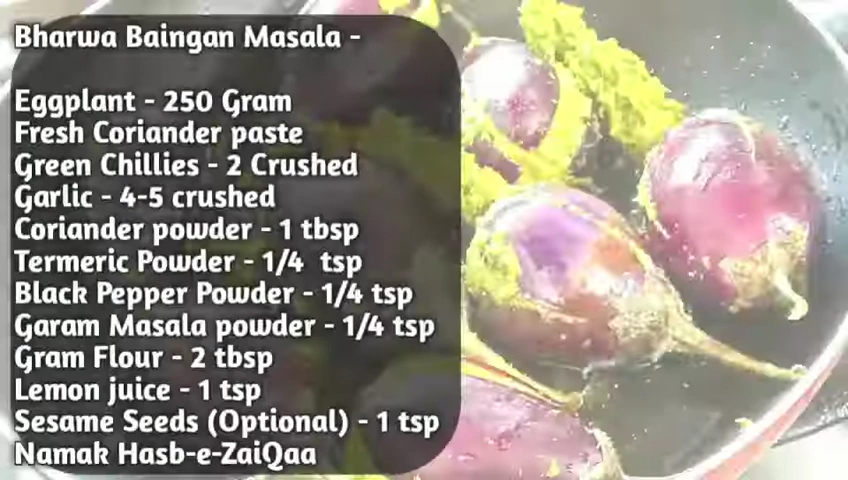 Bharwa Baingan Masala -
Eggplant - 250 Gram
Fresh Coriander paste
Green Chillies - 2 Crushed
Garlic - 4-5 crushed
Coriander powder - 1 tbsp
Termeric Powder - 1/4 tsp
Black Pepper Powder - 1/4 tsp
Garam Masala powder - 1/4 tsp
Gram Flour - 2 tbsp
Lemon juice - 1 tsp
Sesame Seeds (Optional) - 1 tsp
Namak Hasb-e-ZaiQaa